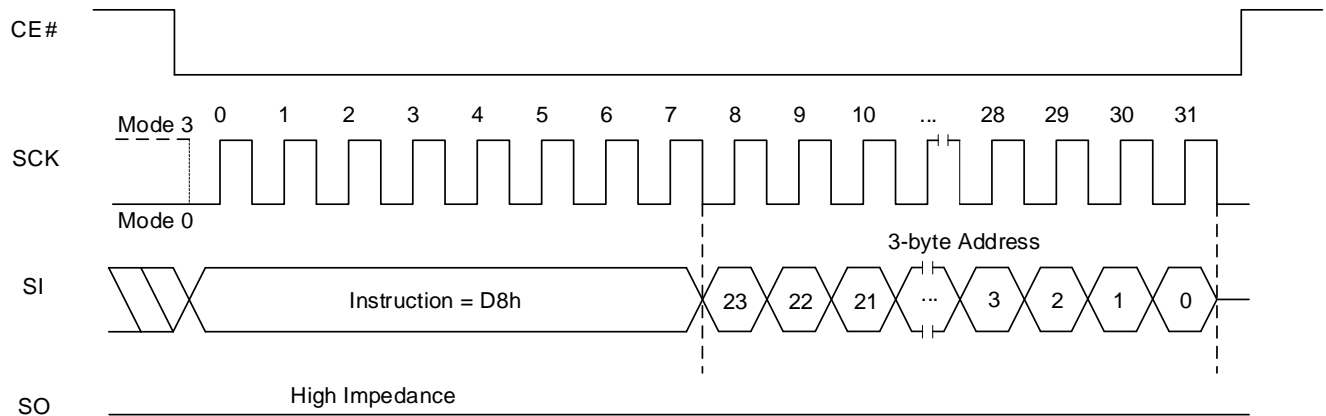 CE#
0 1 2 3 4 5 6 7 8 9 10 ... 28 29 30 31
Mode 3
SCK
Mode 0
3-byte Address
SI
Instruction = D8h 23 22 21 ... 3 2 1 0
High Impedance
SO